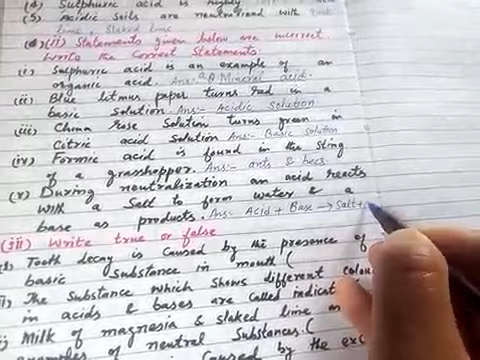 (4) Sulphuric acid is highly
(5) Acidic soils are neutralized with quick
lime, slaked lime
(ii) Statements given below are incorrect.
Write the correct statements.
(i) Sulphuric acid is an example of an
organic acid. Ans:- Mineral acid.
(ii) Blue litmus paper turns red in a
basic solution. Ans:- Acidic solution
(iii) China rose solution turns green in
citric acid solution Ans:- Basic solution
(iv) Formic acid is found in the sting
of a grasshopper. Ans:- ants & bees.
(v) During neutralization an acid reacts
with a salt to form water & a
base as products. Ans: Acid + Base → Salt +
(iii) Write true or false
Tooth decay is caused by the presence of
basic substance in mouth (
The substance which shows different colou
in acids & bases are called indicat
Milk of magnesia & slaked lime a
examples of neutral substances. (
Caused by the exc